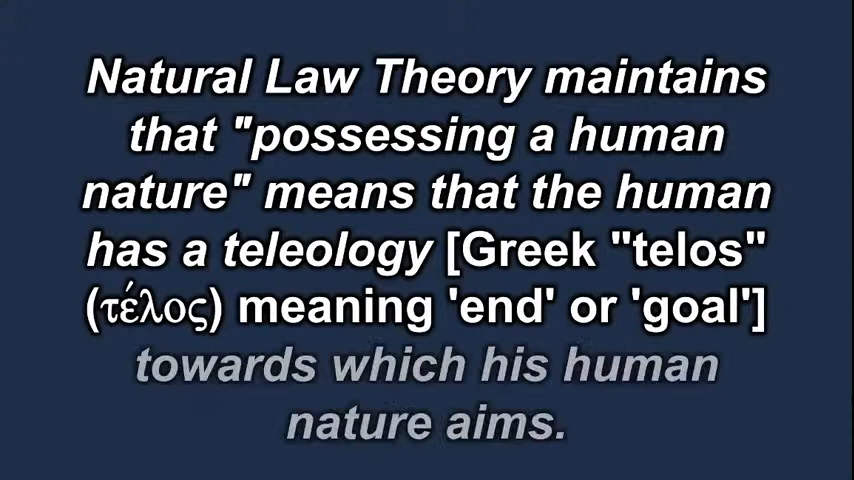 Natural Law Theory maintains
that "possessing a human
nature" means that the human
has a teleology [Greek "telos"
(τέλος) meaning 'end' or 'goal']
towards which his human
nature aims.